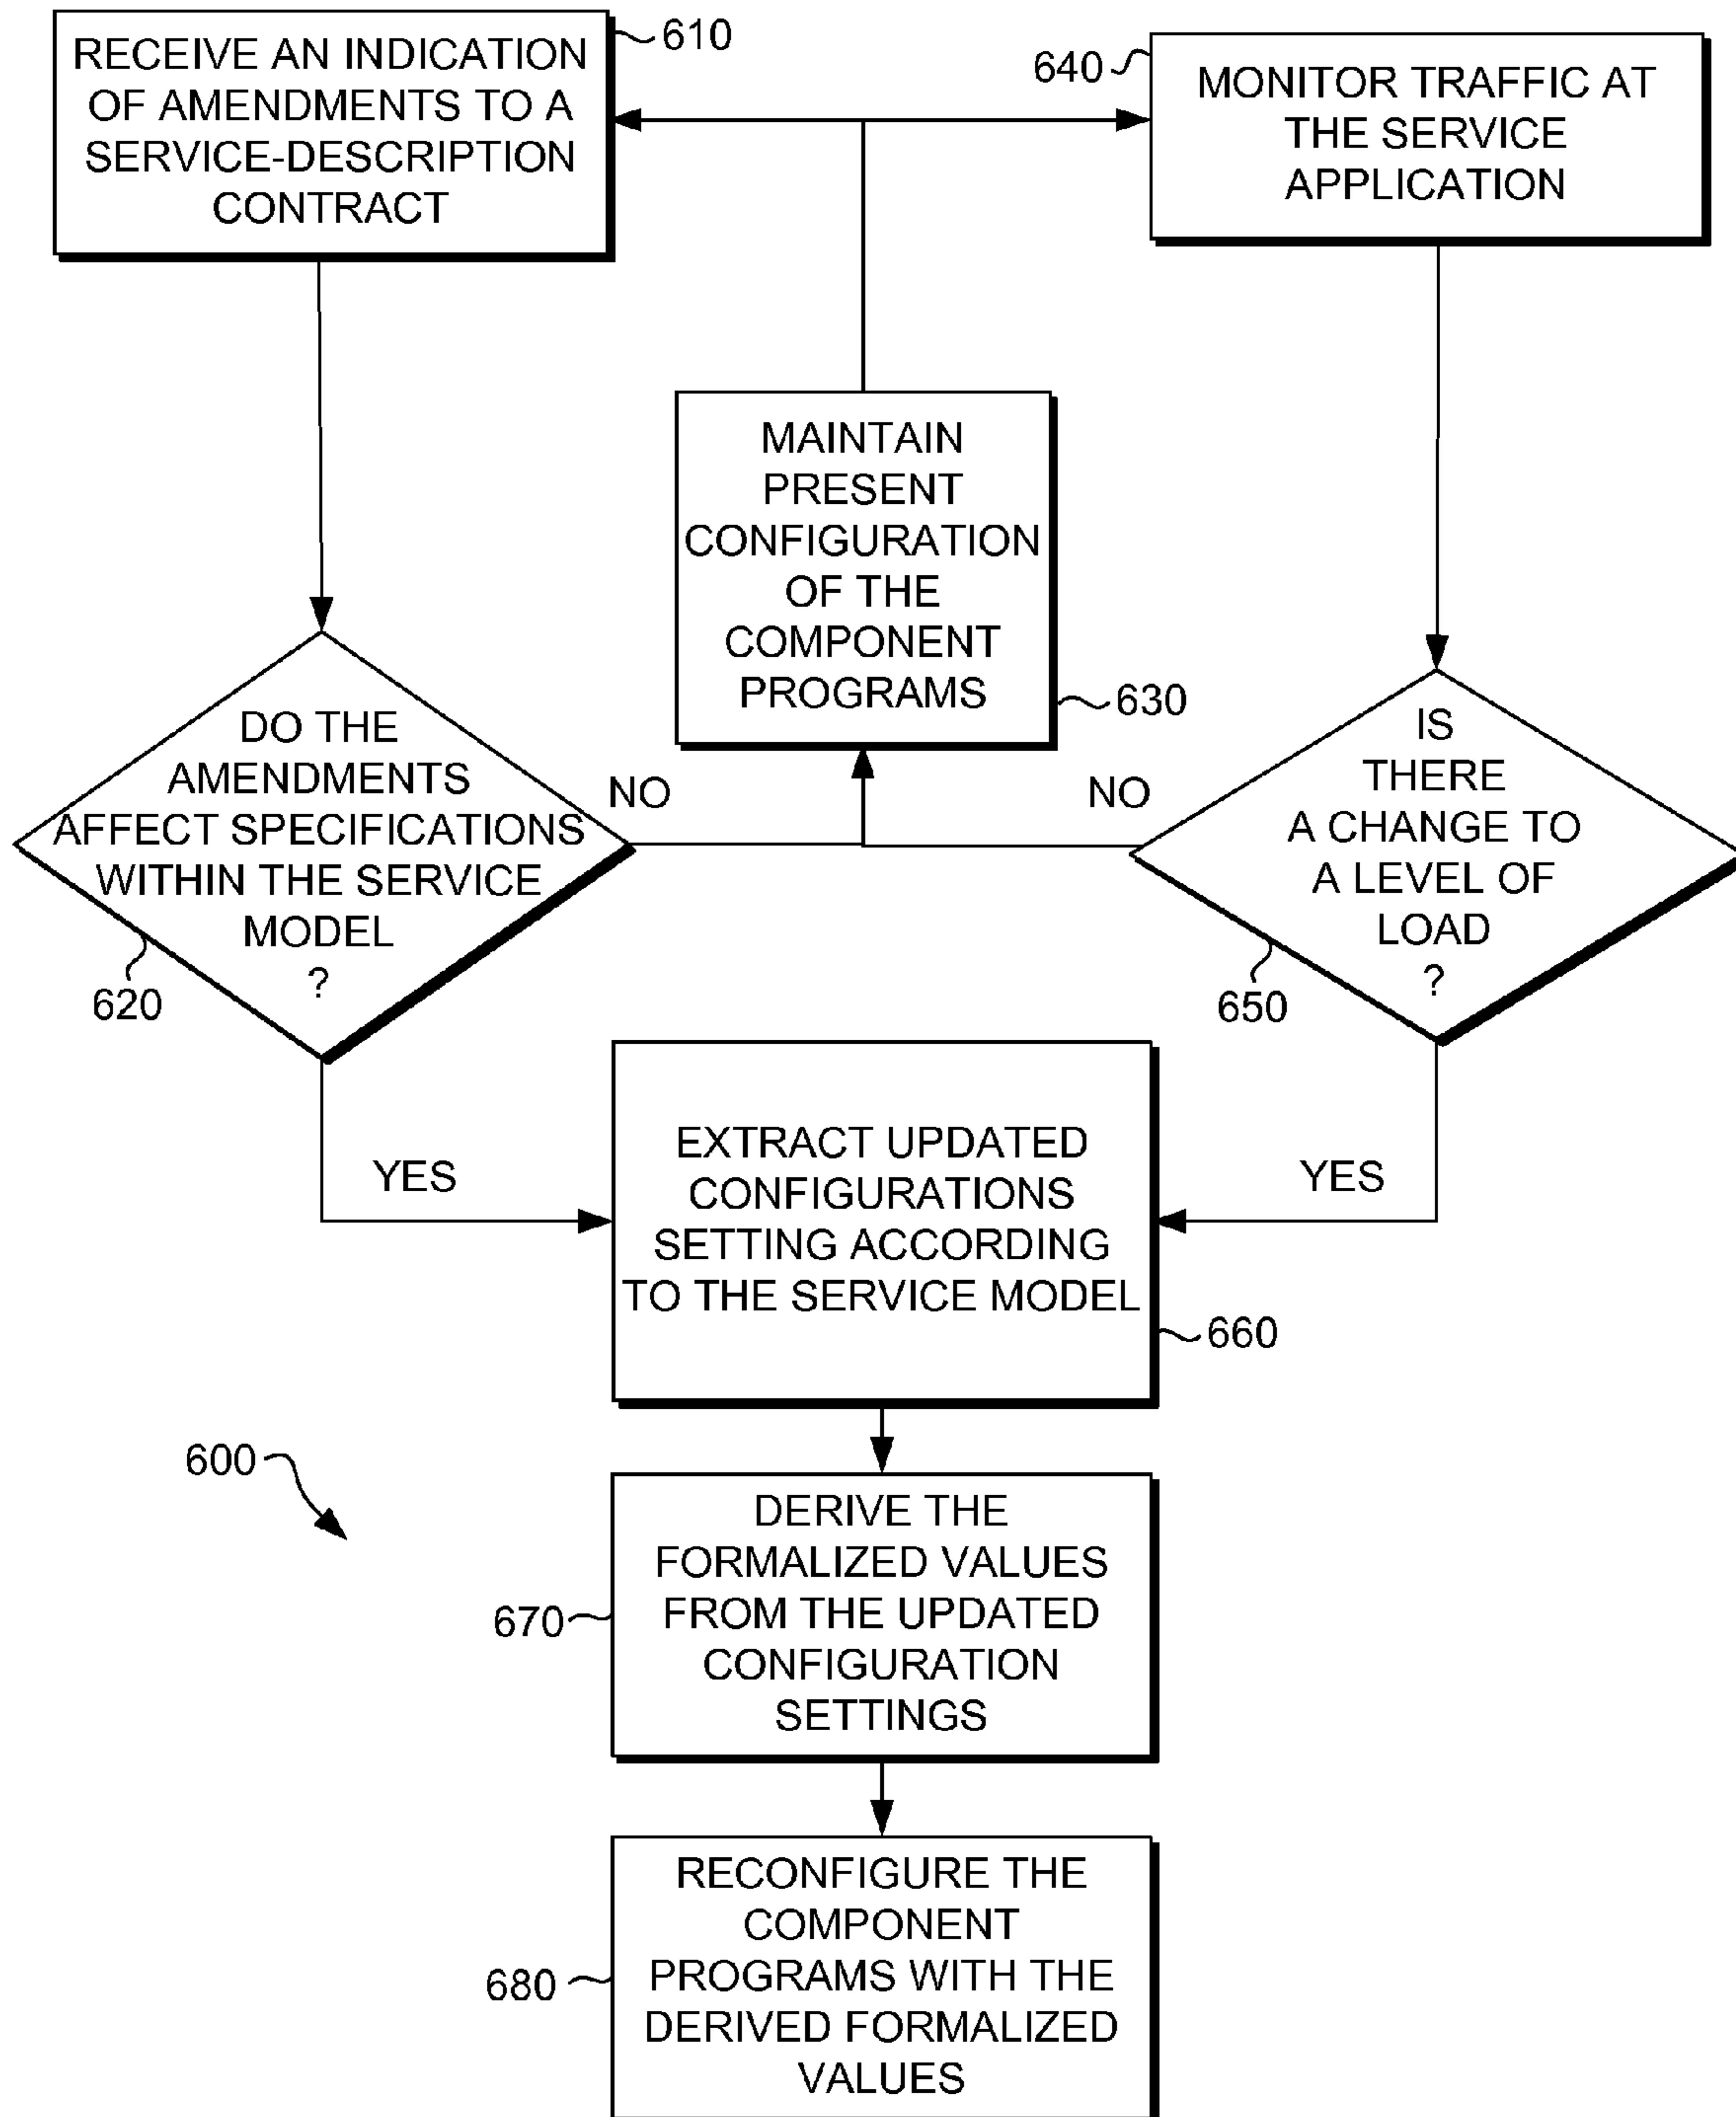 RECEIVE AN INDICATION
OF AMENDMENTS TO A
SERVICE-DESCRIPTION
CONTRACT
610
640
MONITOR TRAFFIC AT
THE SERVICE
APPLICATION
MAINTAIN
PRESENT
CONFIGURATION
OF THE
COMPONENT
PROGRAMS
630
DO THE
AMENDMENTS
AFFECT SPECIFICATIONS
WITHIN THE SERVICE
MODEL
?
620
NO
NO
IS
THERE
A CHANGE TO
A LEVEL OF
LOAD
?
650
YES
YES
EXTRACT UPDATED
CONFIGURATIONS
SETTING ACCORDING
TO THE SERVICE MODEL
660
600
DERIVE THE
FORMALIZED VALUES
FROM THE UPDATED
CONFIGURATION
SETTINGS
670
RECONFIGURE THE
COMPONENT
PROGRAMS WITH THE
DERIVED FORMALIZED
VALUES
680